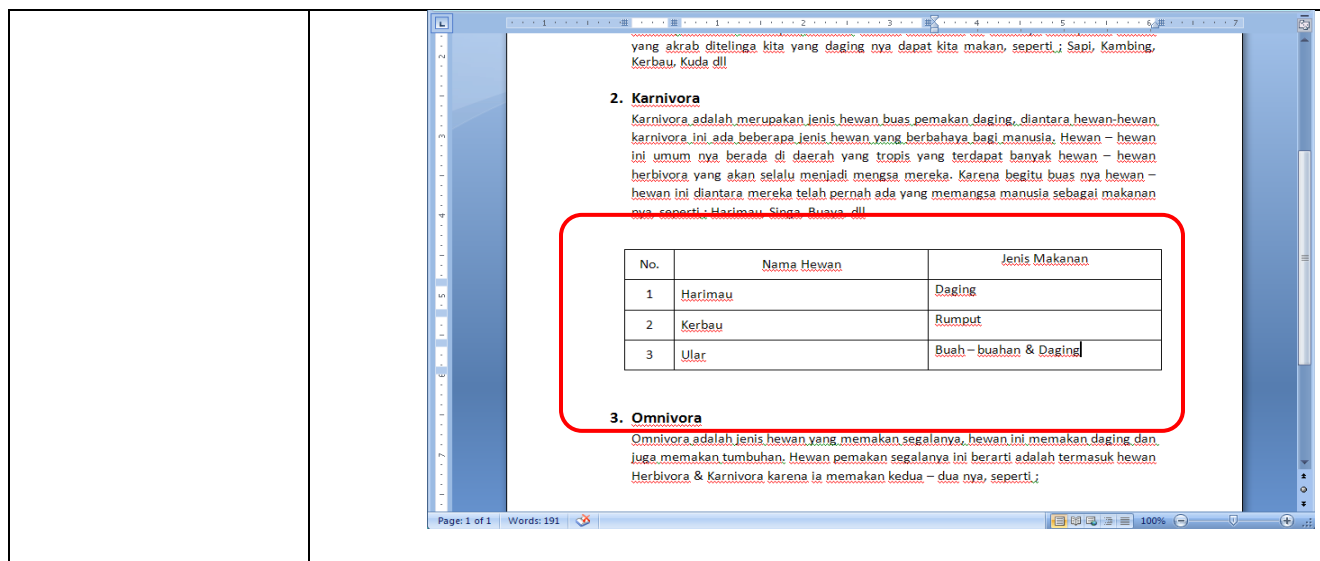 yang akrab ditelinga kita yang daging nya dapat kita makan, seperti ; Sapi, Kambing,
Kerbau, Kuda dll
2. Karnivora
Karnivora adalah merupakan jenis hewan buas pemakan daging, diantara hewan-hewan
karnivora ini ada beberapa jenis hewan yang berbahaya bagi manusia. Hewan – hewan
ini umum nya berada di daerah yang tropis yang terdapat banyak hewan – hewan
herbivora yang akan selalu menjadi mengsa mereka. Karena begitu buas nya hewan –
hewan ini diantara mereka telah pernah ada yang memangsa manusia sebagai makanan
nya, seperti ; Harimau, Singa, Buaya, dll
No. Nama Hewan Jenis Makanan
1 Harimau Daging
2 Kerbau Rumput
3 Ular Buah – buahan & Daging
3. Omnivora
Omnivora adalah jenis hewan yang memakan segalanya, hewan ini memakan daging dan
juga memakan tumbuhan. Hewan pemakan segalanya ini berarti adalah termasuk hewan
Herbivora & Karnivora karena ia memakan kedua – dua nya, seperti ;
Page: 1 of 1 Words: 191 100%